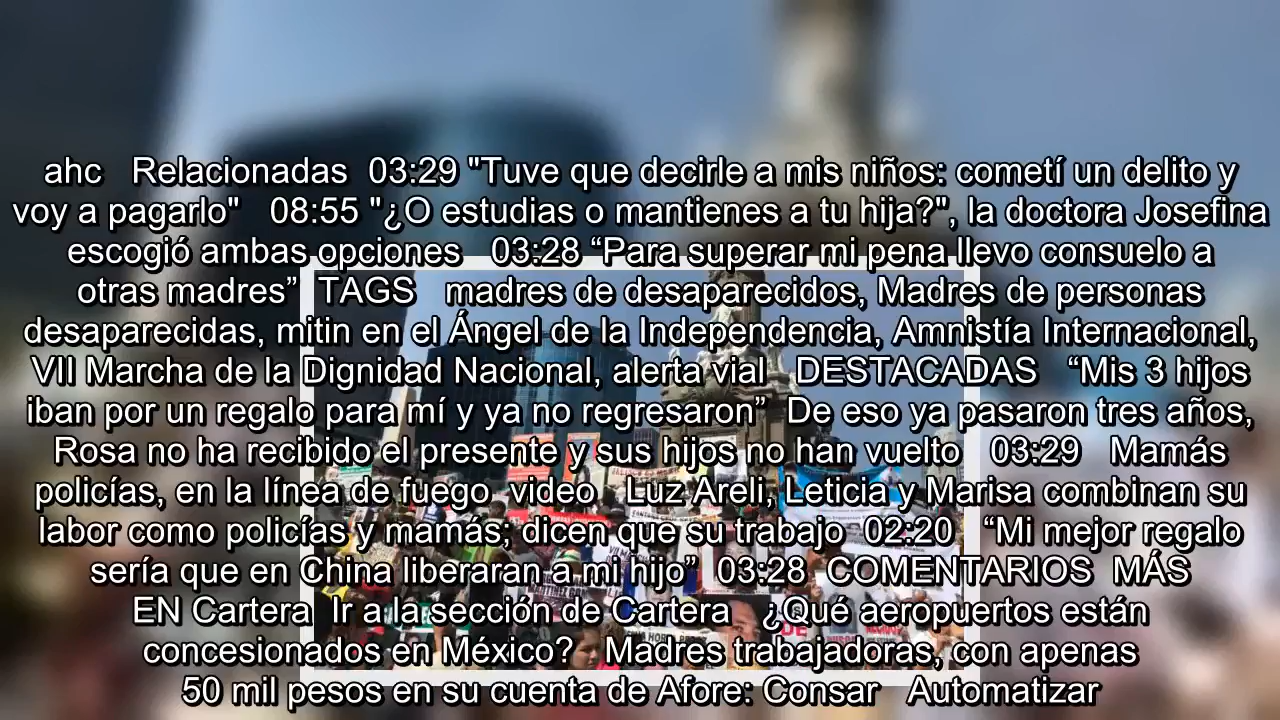 ahc Relacionadas 03:29 "Tuve que decirle a mis niños: cometí un delito y
voy a pagarlo" 08:55 "¿O estudias o mantienes a tu hija?", la doctora Josefina
escogió ambas opciones 03:28 “Para superar mi pena llevo consuelo a
otras madres” TAGS madres de desaparecidos, Madres de personas
desaparecidas, mitin en el Ángel de la Independencia, Amnistía Internacional,
VII Marcha de la Dignidad Nacional, alerta vial DESTACADAS “Mis 3 hijos
iban por un regalo para mí y ya no regresaron” De eso ya pasaron tres años,
Rosa no ha recibido el presente y sus hijos no han vuelto 03:29 Mamás
policías, en la línea de fuego video Luz Areli, Leticia y Marisa combinan su
labor como policías y mamás; dicen que su trabajo 02:20 “Mi mejor regalo
sería que en China liberaran a mi hijo” 03:28 COMENTARIOS MÁS
EN Cartera Ir a la sección de Cartera ¿Qué aeropuertos están
concesionados en México? Madres trabajadoras, con apenas
50 mil pesos en su cuenta de Afore: Consar Automatizar